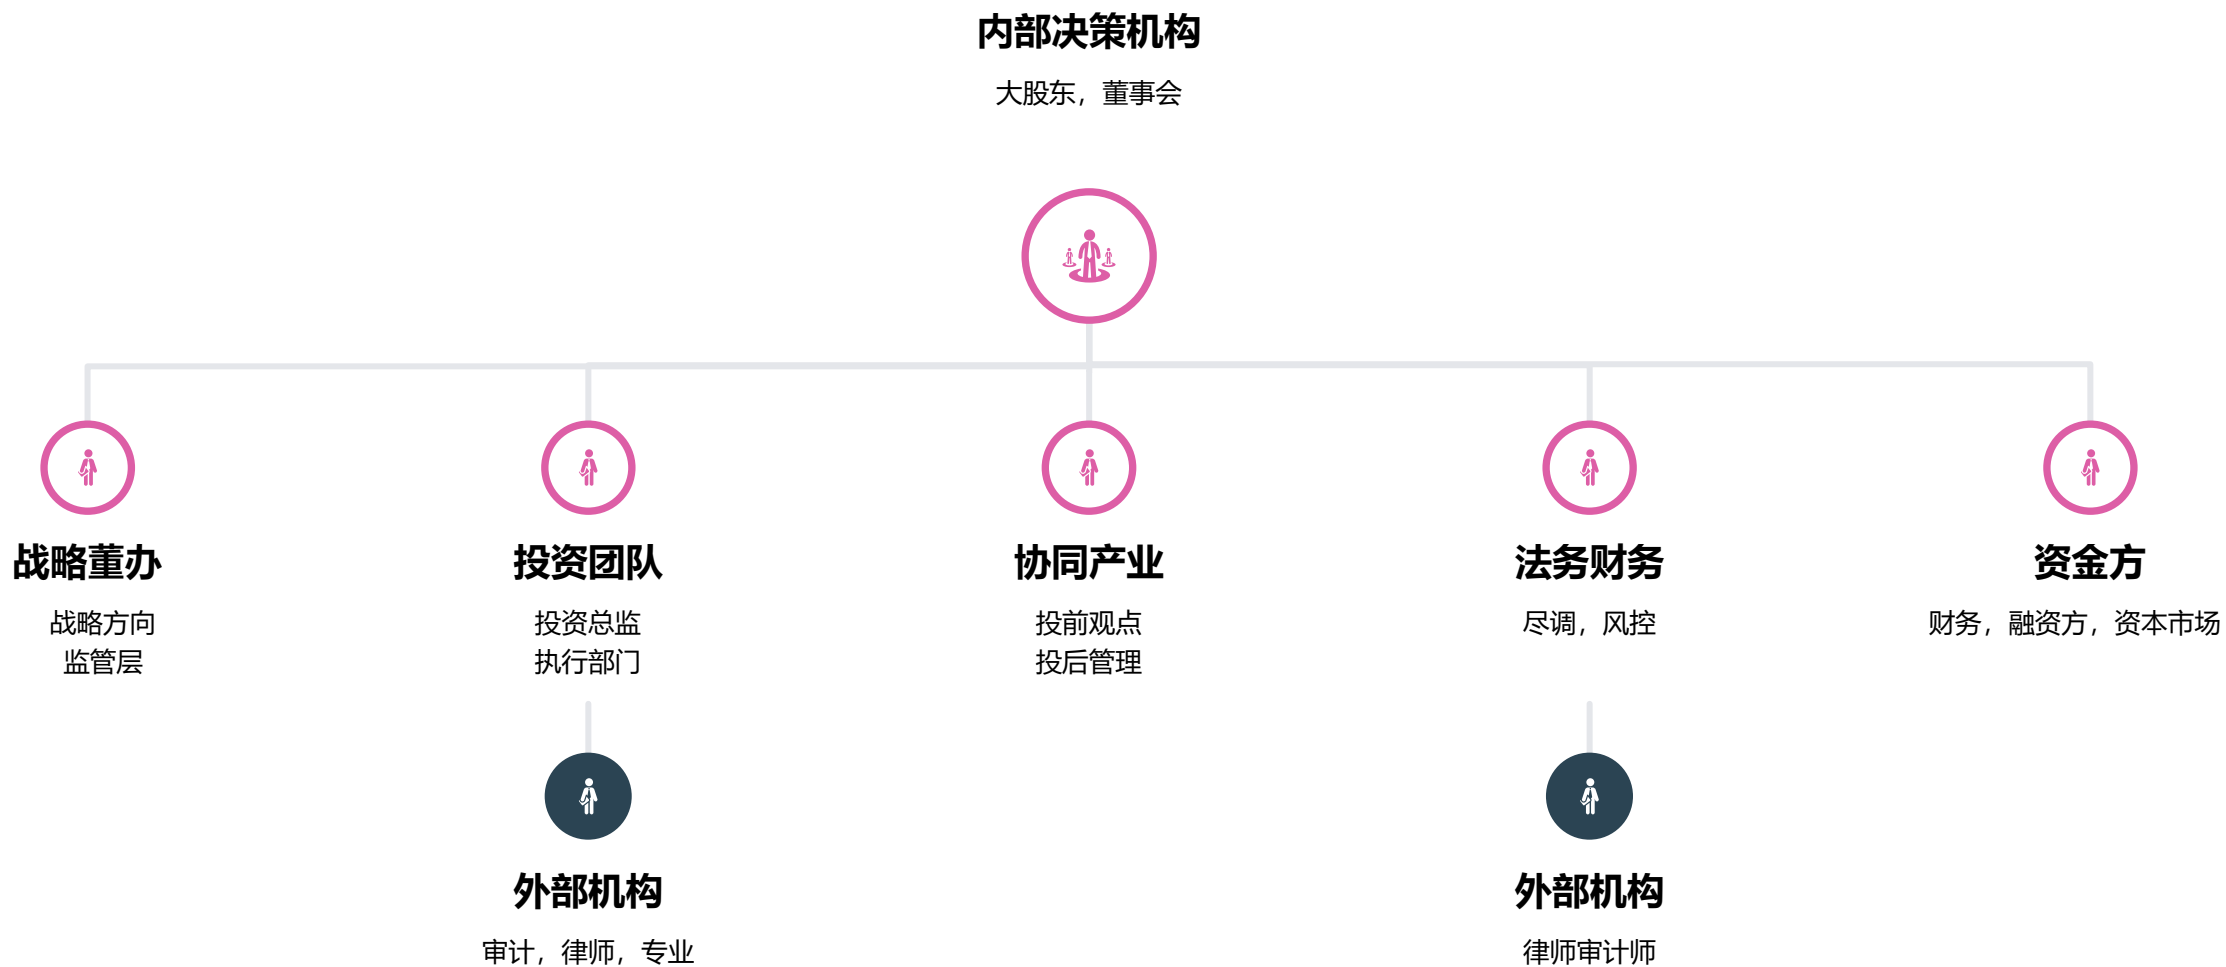 内部决策机构
大股东，董事会
战略董办
战略方向
监管层
投资团队
投资总监
执行部门
协同产业
投前观点
投后管理
法务财务
尽调，风控
资金方
财务，融资方，资本市场
外部机构
审计，律师，专业
外部机构
律师审计师